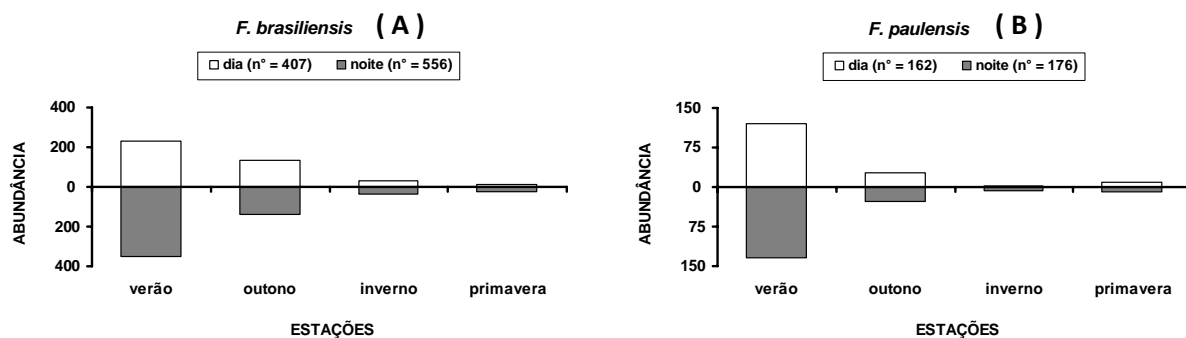 F. brasiliensis ( A )
dia (n° = 407) noite (n° = 556)
400
200
0
200
400
ABUNDÂNCIA
verão outono inverno primavera
ESTAÇÕES
F. paulensis ( B )
dia (n° = 162) noite (n° = 176)
150
75
0
75
150
ABUNDÂNCIA
verão outono inverno primavera
ESTAÇÕES